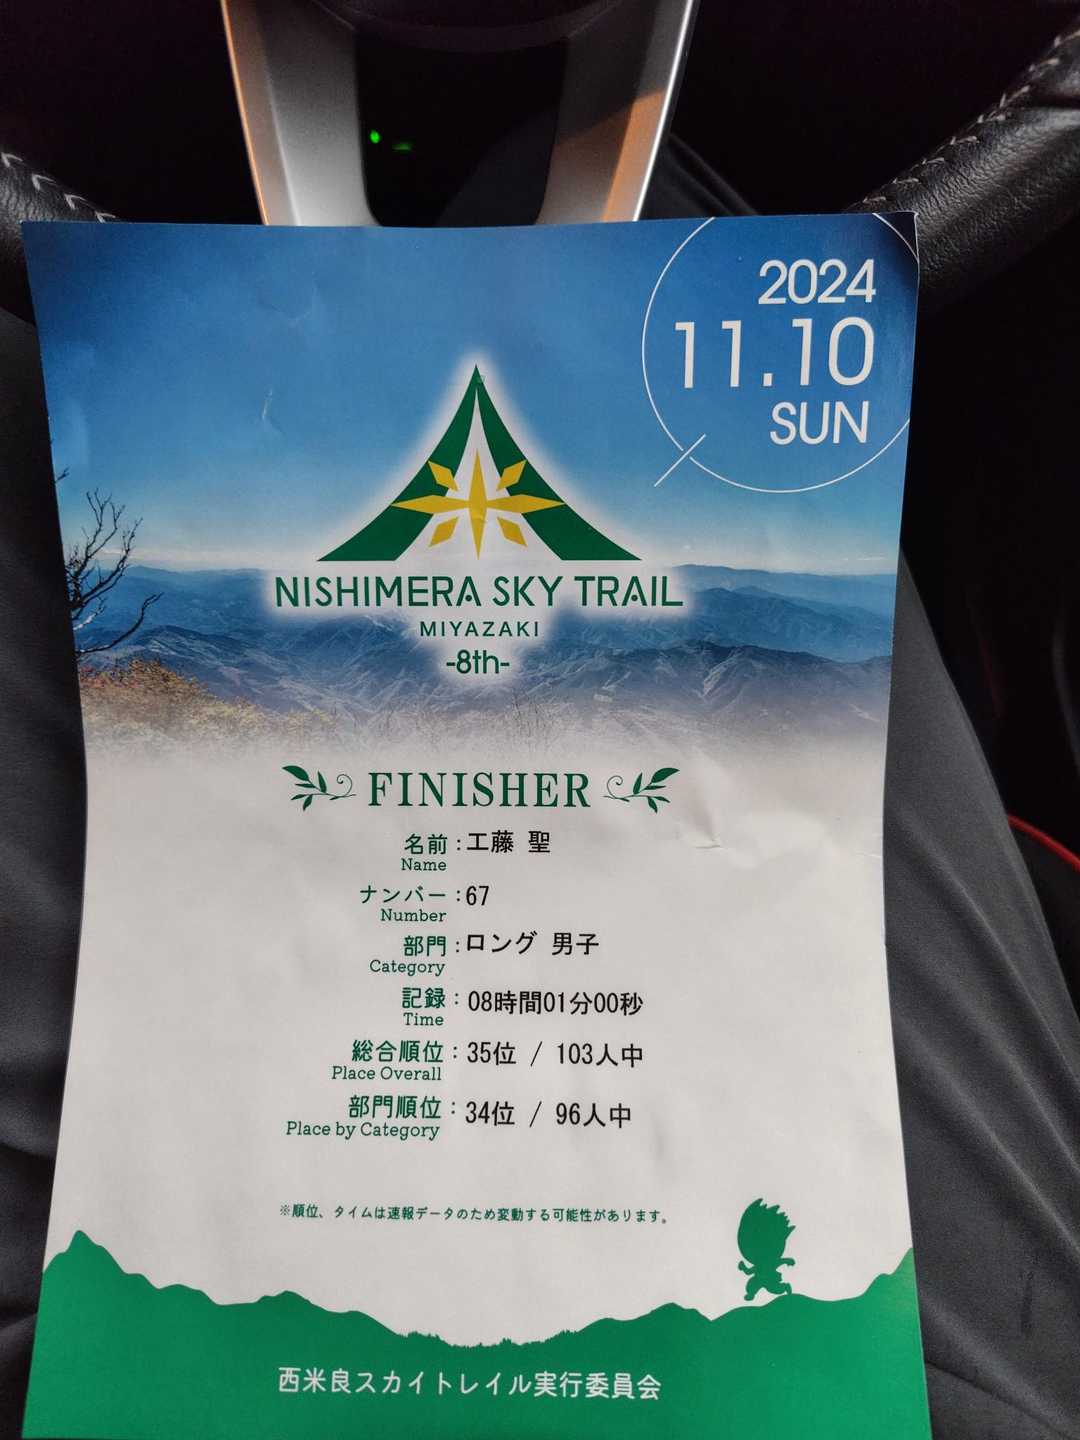 2024
11.10
SUN
NISHIMERA SKY TRAIL
MIYAZAKI
-8th-
FINISHER
名前 : 工藤 聖
Name
ナンバー : 67
Number
部門 : ロング 男子
Category
記録 : 08時間01分00秒
Time
総合順位 : 35位 / 103人中
Place Overall
部門順位 : 34位 / 96人中
Place by Category
※順位、タイムは速報データのため変動する可能性があります。
西米良スカイトレイル実行委員会